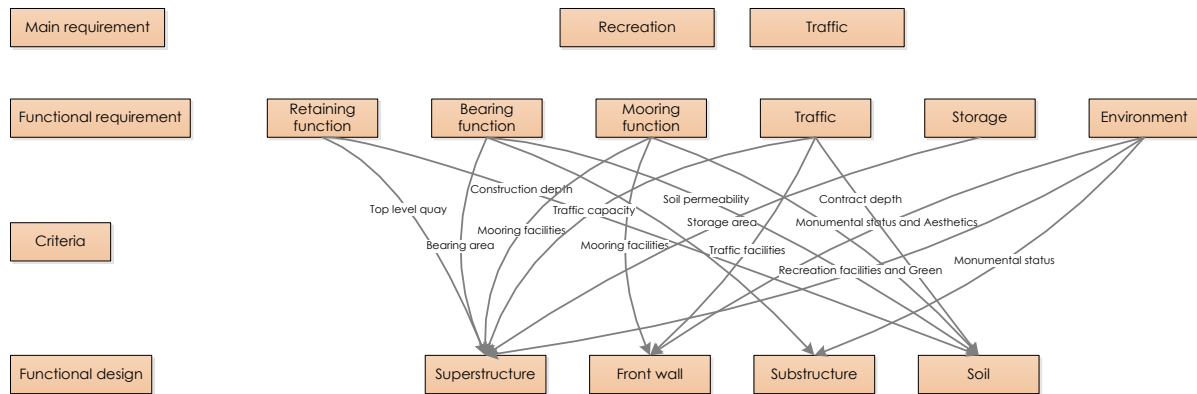 Main requirement
Recreation
Traffic
Functional requirement
Retaining
function
Bearing
function
Mooring
function
Traffic
Storage
Environment
Construction depth
Soil permeability
Contract depth
Top level quay
Traffic capacity
Storage area
Monumental status and Aesthetics
Mooring facilities
Criteria
Bearing area
Mooring facilities
Traffic facilities
Monumental status
Recreation facilities and Green
Functional design
Superstructure
Front wall
Substructure
Soil